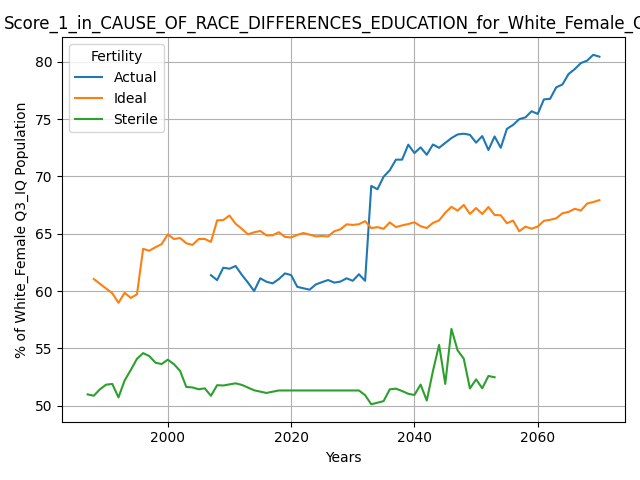 Score_1_in_CAUSE_OF_RACE_DIFFERENCES_EDUCATION_for_White_Female_
Fertility
Actual
Ideal
Sterile
% of White_Female Q3_IQ Population
80
75
70
65
60
55
50
2000
2020
2040
2060
Years